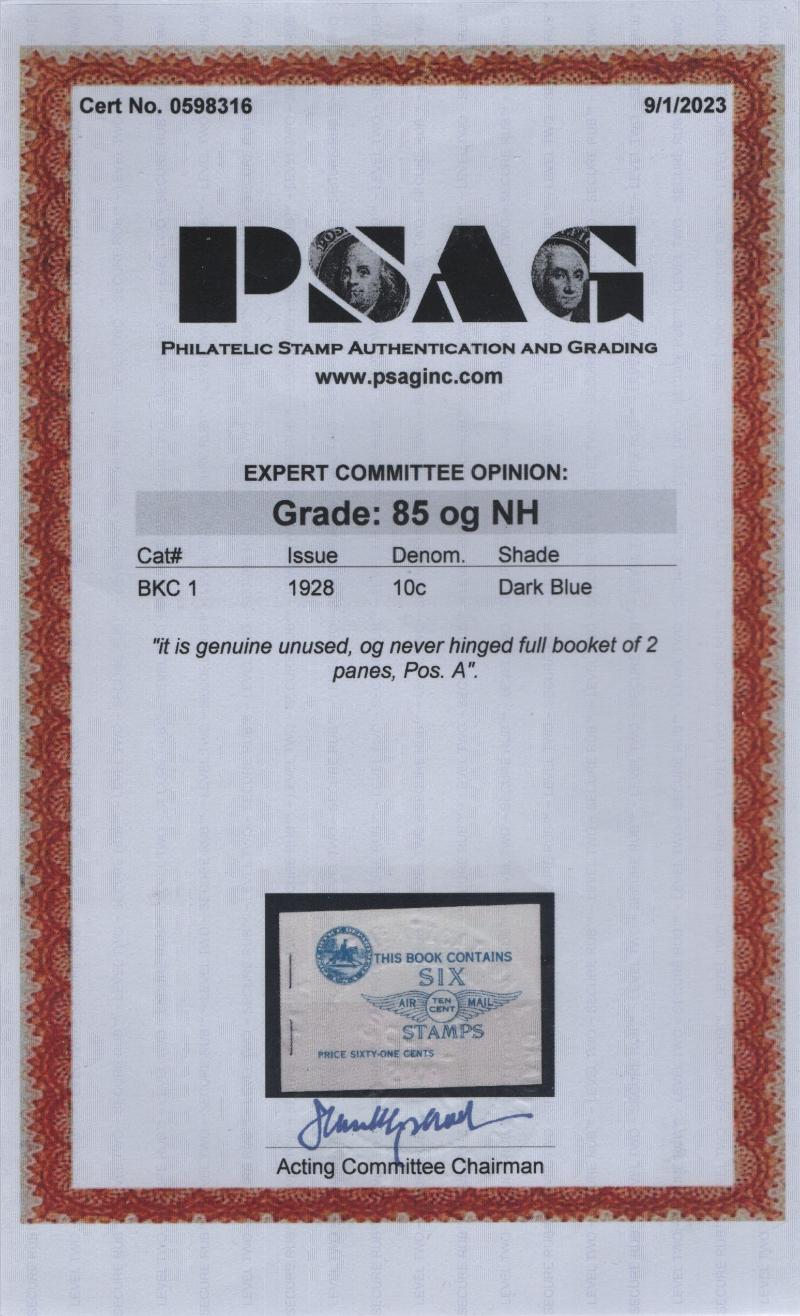 Cert No. 0598316 9/1/2023
PSAG
PHILATELIC STAMP AUTHENTICATION AND GRADING
www.psaginc.com
EXPERT COMMITTEE OPINION:
Grade: 85 og NH
Cat# Issue Denom. Shade
BKC 1 1928 10c Dark Blue
"it is genuine unused, og never hinged full booket of 2
panes, Pos. A".
THIS BOOK CONTAINS
SIX
AIR TEN CENT MAIL
STAMPS
PRICE SIXTY-ONE CENTS
Acting Committee Chairman